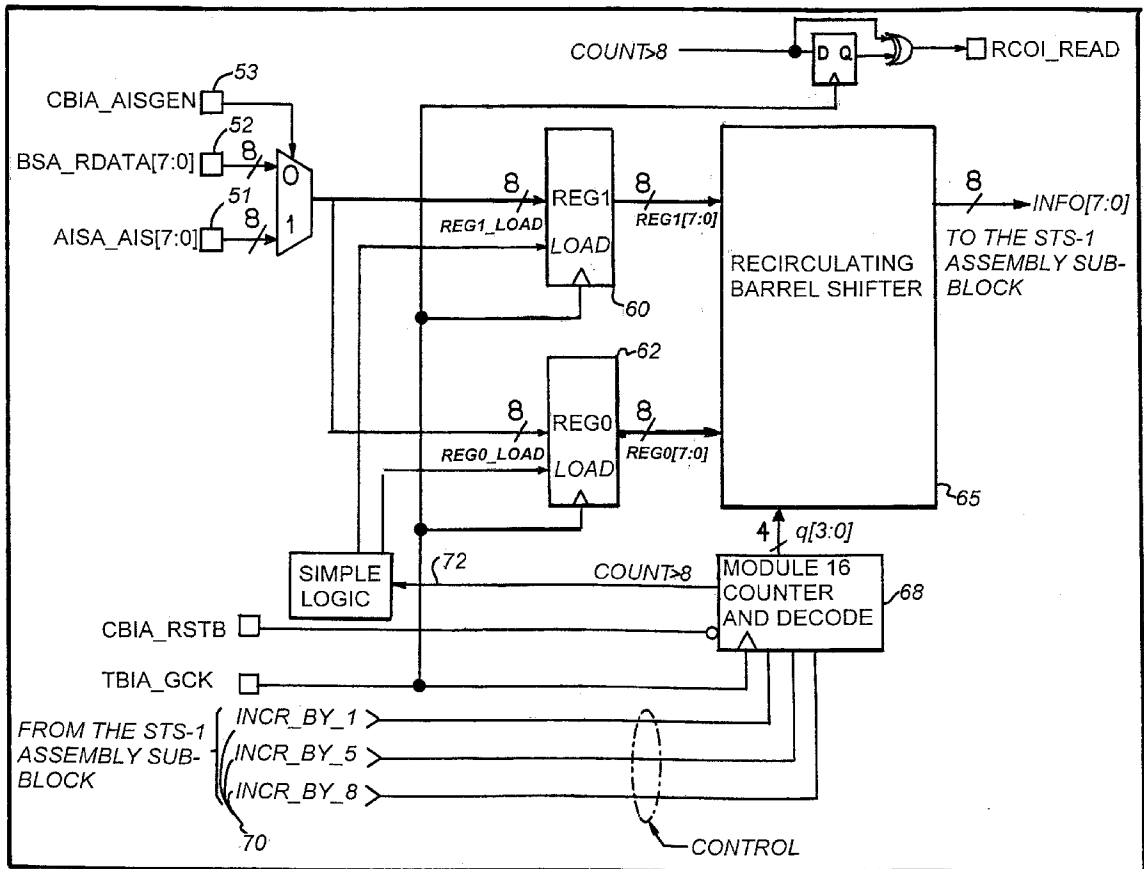 COUNT>8
D Q
RCOI_READ
53
CBIA_AISGEN
52
BSA_RDATA[7:0]
8
0
51
AISA_AIS[7:0]
8
1
8
REG1_LOAD
REG1
LOAD
60
8
REG1[7:0]
RECIRCULATING
BARREL SHIFTER
65
8
INFO[7:0]
TO THE STS-1
ASSEMBLY SUB-
BLOCK
62
8
REG0_LOAD
REG0
LOAD
8
REG0[7:0]
4
q[3:0]
SIMPLE
LOGIC
72
COUNT>8
MODULE 16
COUNTER
AND DECODE
68
CBIA_RSTB
TBIA_GCK
FROM THE STS-1
ASSEMBLY SUB-
BLOCK
INCR_BY_1
INCR_BY_5
INCR_BY_8
70
CONTROL